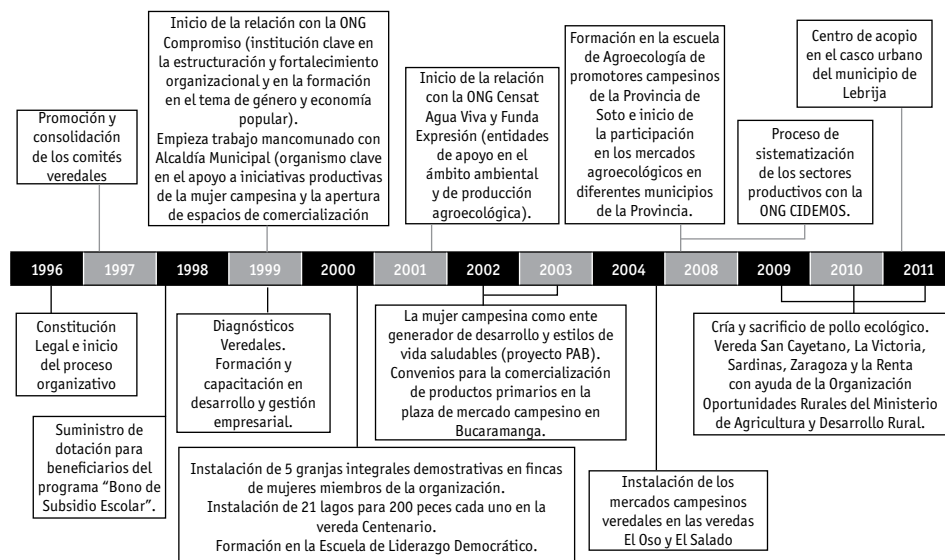 Promoción y
consolidación
de los comités
veredales
Inicio de la relación con la ONG
Compromiso (institución clave en
la estructuración y fortalecimiento
organizacional y en la formación
en el tema de género y economía
popular).
Empieza trabajo mancomunado con
Alcaldía Municipal (organismo clave
en el apoyo a iniciativas productivas
de la mujer campesina y la apertura
de espacios de comercialización
Inicio de la relación
con la ONG Censat
Agua Viva y Funda
Expresión (entidades
de apoyo en el
ámbito ambiental
y de producción
agroecológica).
Formación en la escuela
de Agroecología de
promotores campesinos
de la Provincia de
Soto e inicio de
la participación
en los mercados
agroecológicos en
diferentes municipios
de la Provincia.
Proceso de
sistematización
de los sectores
productivos con la
ONG CIDEMOS.
Centro de acopio
en el casco urbano
del municipio de
Lebrija
1996 1997 1998 1999 2000 2001 2002 2003 2004 2008 2009 2010 2011
Constitución
Legal e inicio
del proceso
organizativo
Suministro de
dotación para
beneficiarios del
programa “Bono de
Subsidio Escolar”.
Diagnósticos
Veredales.
Formación y
capacitación en
desarrollo y gestión
empresarial.
Instalación de 5 granjas integrales demostrativas en fincas
de mujeres miembros de la organización.
Instalación de 21 lagos para 200 peces cada uno en la
vereda Centenario.
Formación en la Escuela de Liderazgo Democrático.
La mujer campesina como ente
generador de desarrollo y estilos de
vida saludables (proyecto PAB).
Convenios para la comercialización
de productos primarios en la
plaza de mercado campesino en
Bucaramanga.
Instalación de los
mercados campesinos
veredales en las veredas
El Oso y El Salado
Cría y sacrificio de pollo ecológico.
Vereda San Cayetano, La Victoria,
Sardinas, Zaragoza y la Renta
con ayuda de la Organización
Oportunidades Rurales del Ministerio
de Agricultura y Desarrollo Rural.